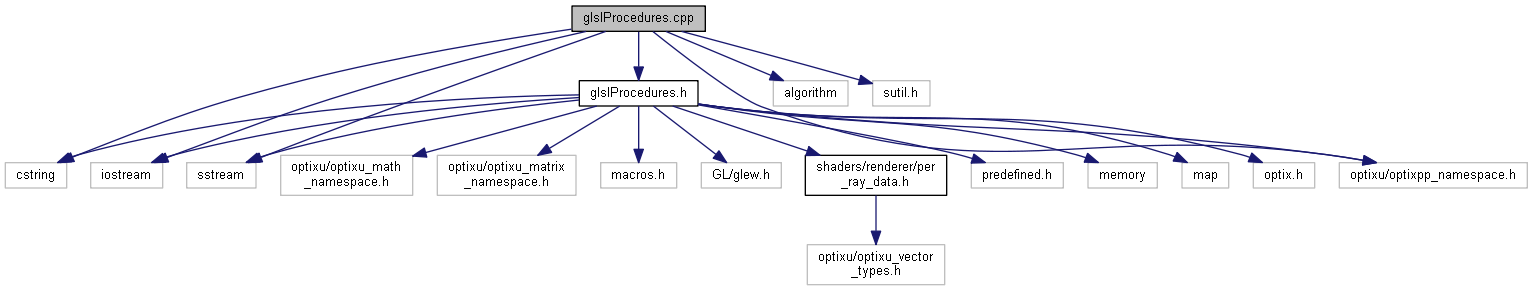 glslProcedures.cpp
glslProcedures.h
algorithm
sutil.h
cstring
iostream
sstream
optixu/optixu_math
_namespace.h
optixu/optixu_matrix
_namespace.h
macros.h
GL/glew.h
shaders/renderer/per
_ray_data.h
predefined.h
memory
map
optix.h
optixu/optixpp_namespace.h
optixu/optixu_vector
_types.h